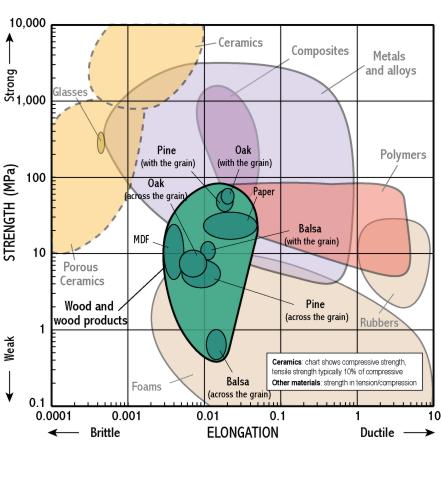 10,000
Ceramics
Composites
Metals
and alloys
Strong
Glasses
1,000
Pine
(with the grain)
Oak
(with the grain)
Polymers
100
Oak
(across the grain)
Paper
STRENGTH (MPa)
MDF
Balsa
(with the grain)
10
Porous
Ceramics
Wood and
wood products
Pine
(across the grain)
Rubbers
1
Weak
Ceramics: chart shows compressive strength,
tensile strength typically 10% of compressive
Other materials: strength in tension/compression
Foams
Balsa
(across the grain)
0.1
0.0001
0.001
0.01
0.1
1
10
Brittle
ELONGATION
Ductile